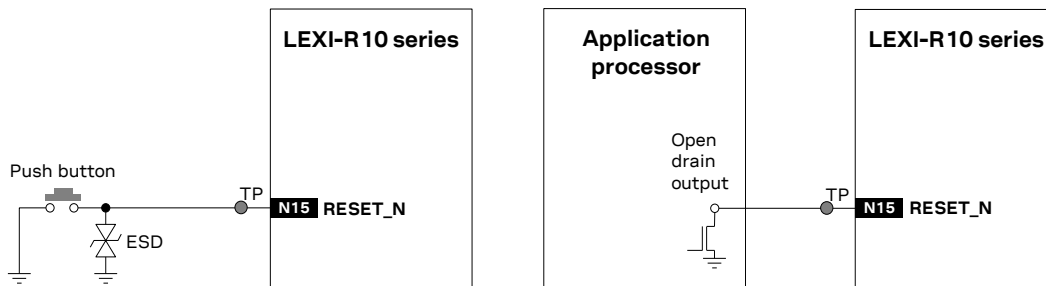 LEXI-R10 series
Push button
TP
N15 RESET_N
ESD
Application
processor
LEXI-R10 series
Open
drain
output
TP
N15 RESET_N